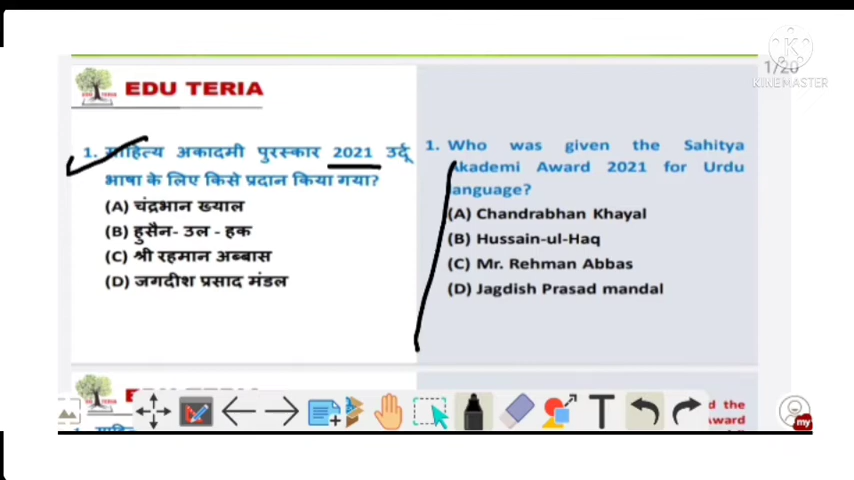 1/20
KINEMASTER
EDU TERIA
1. साहित्य अकादमी पुरस्कार 2021 उर्दू
भाषा के लिए किसे प्रदान किया गया?
(A) चंद्रभान ख्याल
(B) हुसैन- उल - हक
(C) श्री रहमान अब्बास
(D) जगदीश प्रसाद मंडल
1. Who was given the Sahitya
Akademi Award 2021 for Urdu
language?
(A) Chandrabhan Khayal
(B) Hussain-ul-Haq
(C) Mr. Rehman Abbas
(D) Jagdish Prasad mandal
d the
ward
T
my